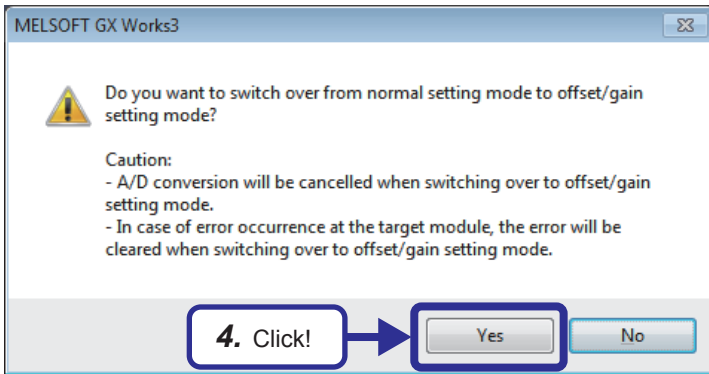 MELSOFT GX Works3
Do you want to switch over from normal setting mode to offset/gain
setting mode?
Caution:
- A/D conversion will be cancelled when switching over to offset/gain
setting mode.
- In case of error occurrence at the target module, the error will be
cleared when switching over to offset/gain setting mode.
4. Click!
Yes
No